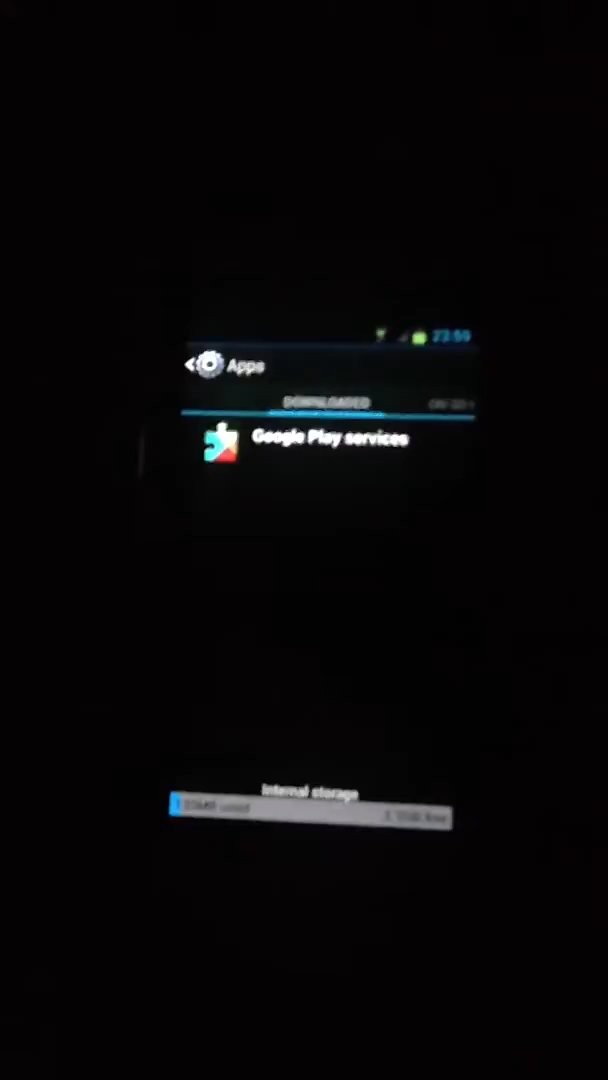 23:59
Apps
DOWNLOADED
Google Play services
Internal storage